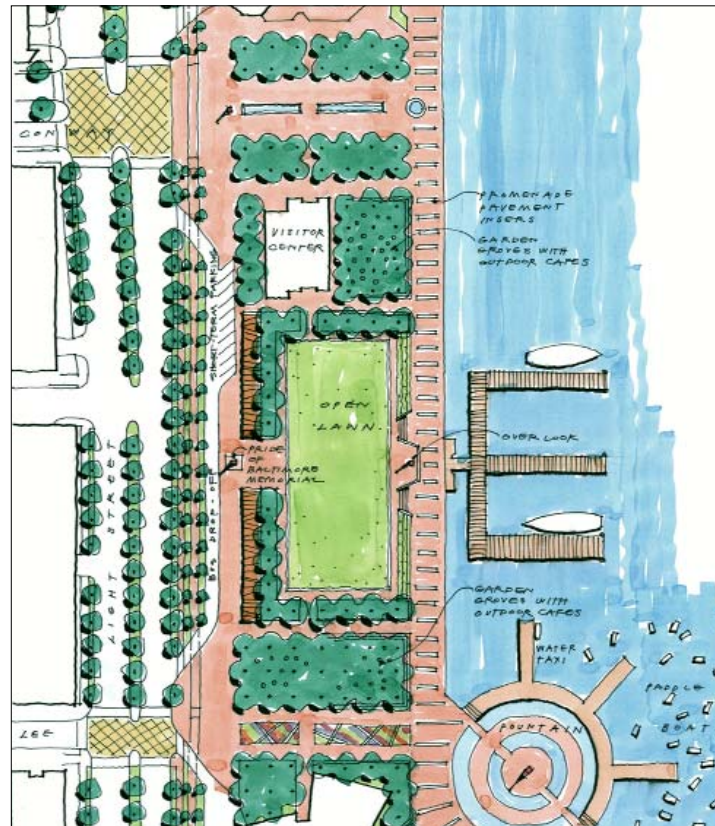 CONWAY
PROMENADE
PAVEMENT
INSERS
VISITOR
CENTER
GARDEN
GROVES WITH
OUTDOOR CAFES
SHORT-TERM PARKING
OPEN
LAWN
OVERLOOK
PRIDE
OF
BALTIMORE
MEMORIAL
BUS DROP-OFF
LIGHT STREET
GARDEN
GROVES WITH
OUTDOOR CAFES
WATER
TAXI
PADDLE
BOAT
FOUNTAIN
LEE